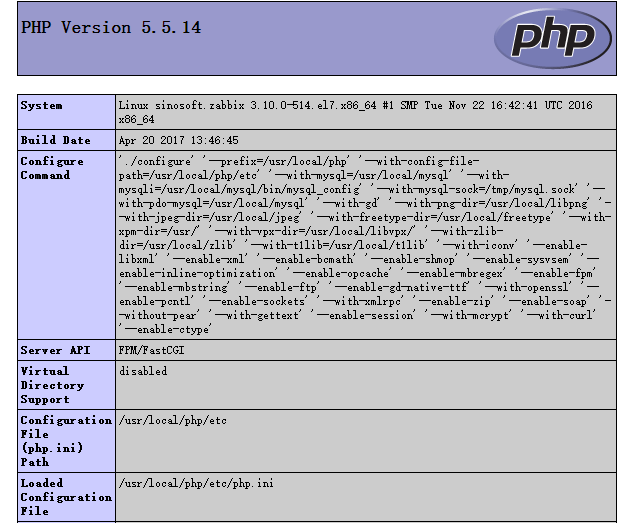 PHP Version 5.5.14
php
System
Linux sinosoft.zabbix 3.10.0-514.el7.x86_64 #1 SMP Tue Nov 22 16:42:41 UTC 2016
x86_64
Build Date
Apr 20 2017 13:46:45
Configure
Command
'./configure' '--prefix=/usr/local/php' '--with-config-file-
path=/usr/local/php/etc' '--with-mysql=/usr/local/mysql' '--with-
mysqli=/usr/local/mysql/bin/mysql_config' '--with-mysql-sock=/tmp/mysql.sock' '--
with-pdo-mysql=/usr/local/mysql' '--with-gd' '--with-png-dir=/usr/local/libpng' '-
-with-jpeg-dir=/usr/local/jpeg' '--with-freetype-dir=/usr/local/freetype' '--with-
xpm-dir=/usr/' '--with-vpx-dir=/usr/local/libvpx/' '--with-zlib-
dir=/usr/local/zlib' '--with-t1lib=/usr/local/t1lib' '--with-iconv' '--enable-
libxml' '--enable-xml' '--enable-bcmath' '--enable-shmop' '--enable-sysvsem' '--
enable-inline-optimization' '--enable-opcache' '--enable-mbregex' '--enable-fpm'
'--enable-mbstring' '--enable-ftp' '--enable-gd-native-ttf' '--with-openssl' '--
enable-pcntl' '--enable-sockets' '--with-xmlrpc' '--enable-zip' '--enable-soap' '-
-without-pear' '--with-gettext' '--enable-session' '--with-mcrypt' '--with-curl'
'--enable-ctype'
Server API
FPM/FastCGI
Virtual
Directory
Support
disabled
Configuration
File
(php.ini)
Path
/usr/local/php/etc
Loaded
Configuration
File
/usr/local/php/etc/php.ini